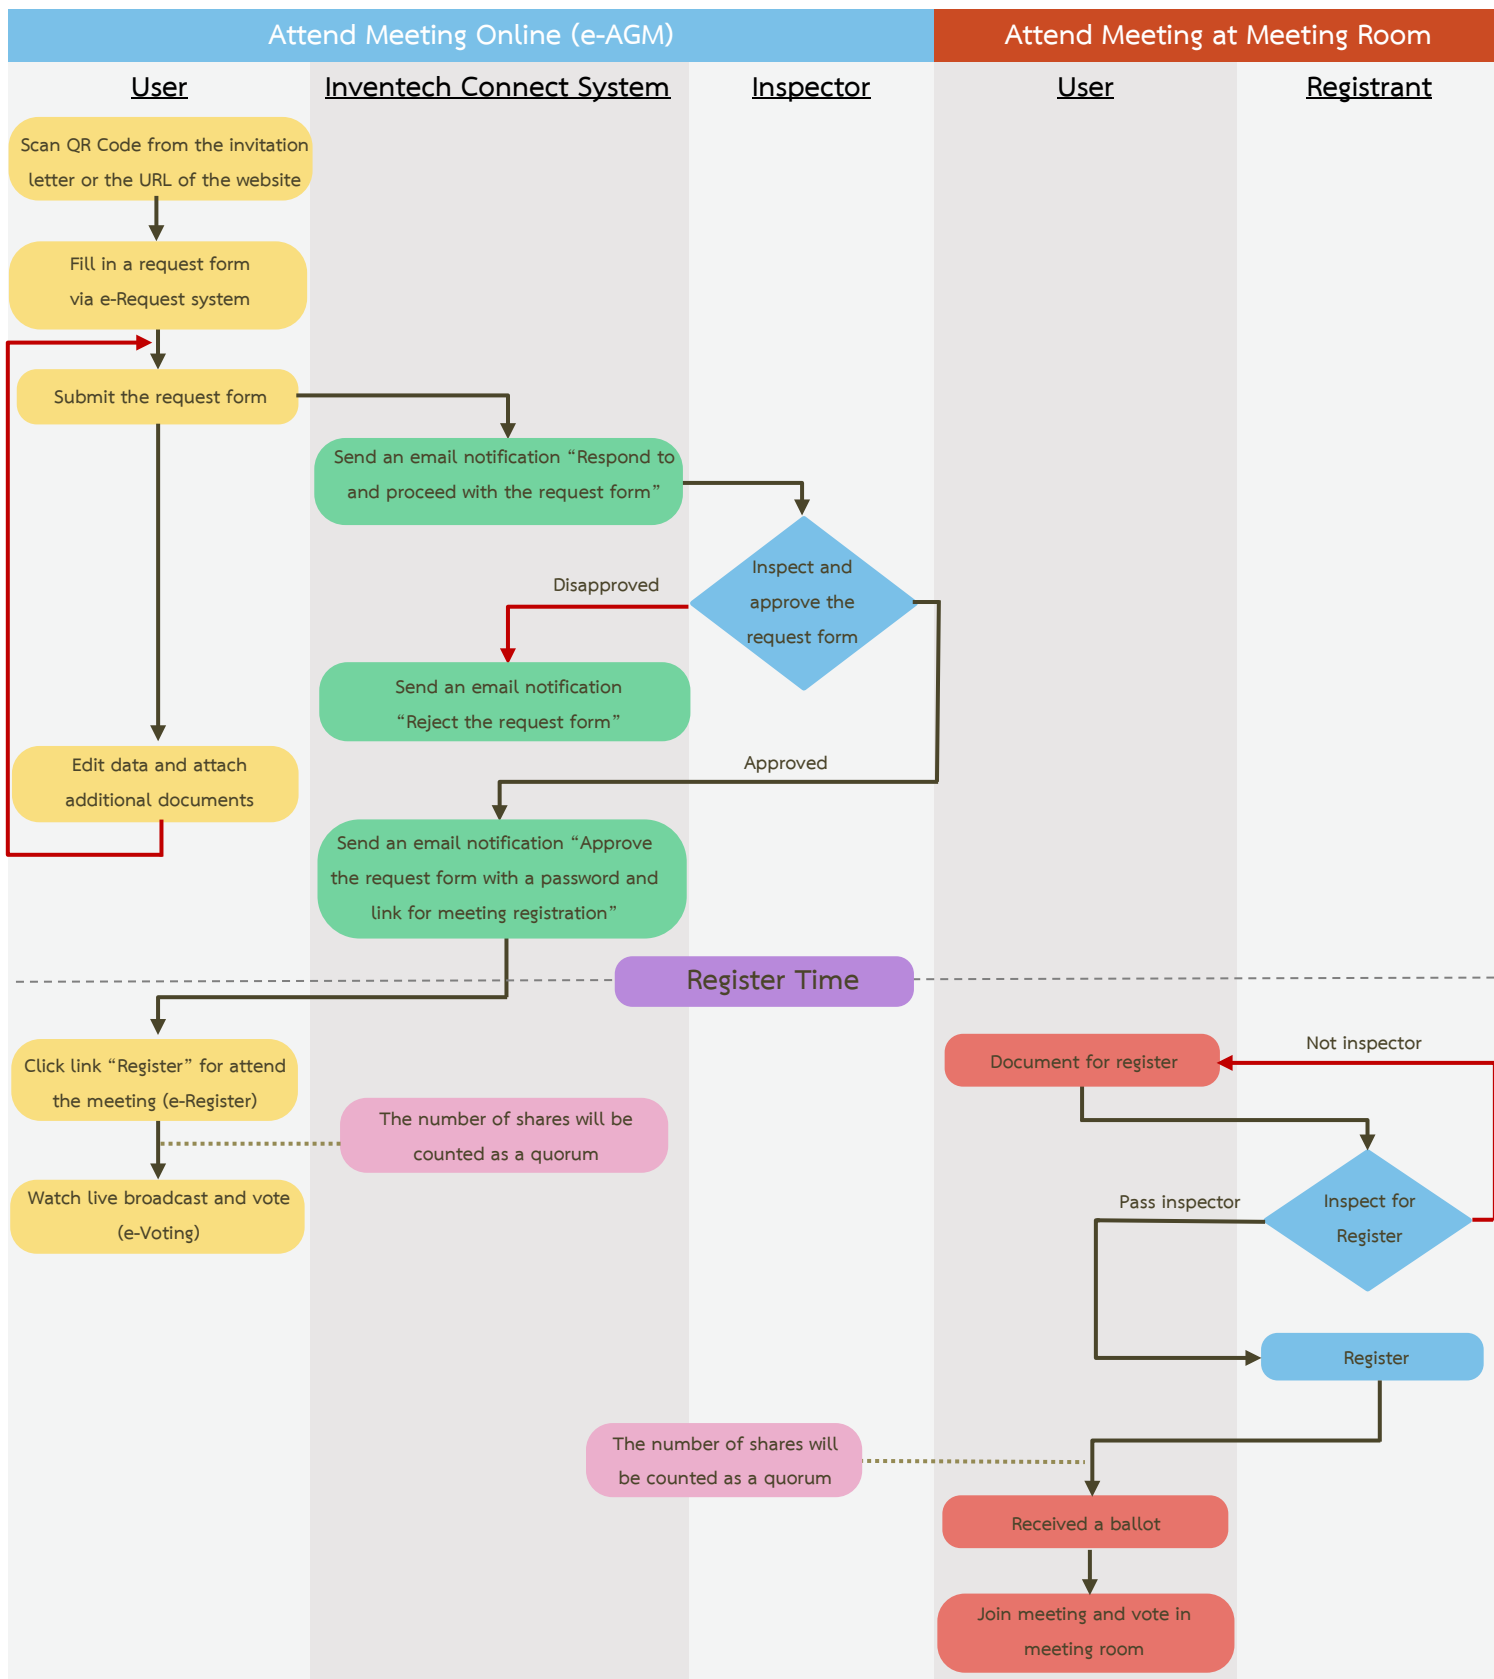 Attend Meeting Online (e-AGM)
Attend Meeting at Meeting Room
User
Inventech Connect System
Inspector
User
Registrant
Scan QR Code from the invitation
letter or the URL of the website
Fill in a request form
via e-Request system
Submit the request form
Send an email notification “Respond to
and proceed with the request form”
Inspect and
approve the
request form
Disapproved
Send an email notification
“Reject the request form”
Approved
Edit data and attach
additional documents
Send an email notification “Approve
the request form with a password and
link for meeting registration”
Register Time
Click link “Register” for attend
the meeting (e-Register)
The number of shares will be
counted as a quorum
Watch live broadcast and vote
(e-Voting)
Document for register
Not inspector
Pass inspector
Inspect for
Register
Register
The number of shares will
be counted as a quorum
Received a ballot
Join meeting and vote in
meeting room